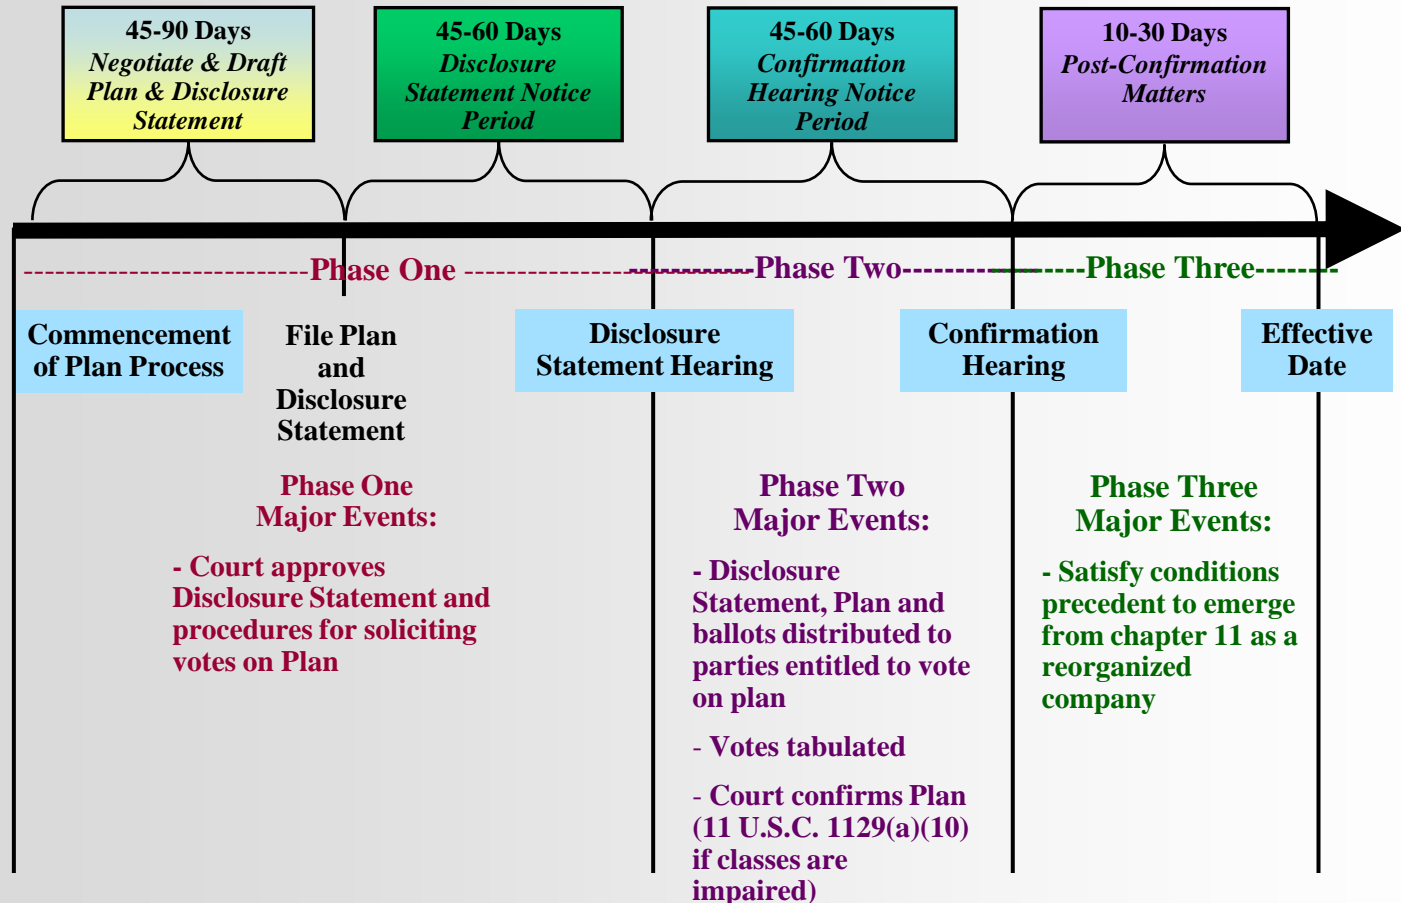 45-90 Days
Negotiate & Draft
Plan & Disclosure
Statement
45-60 Days
Disclosure
Statement Notice
Period
45-60 Days
Confirmation
Hearing Notice
Period
10-30 Days
Post-Confirmation
Matters
Phase One
Phase Two
Phase Three
Commencement
of Plan Process
File Plan
and
Disclosure
Statement
Disclosure
Statement Hearing
Confirmation
Hearing
Effective
Date
Phase One
Major Events:
- Court approves
Disclosure Statement and
procedures for soliciting
votes on Plan
Phase Two
Major Events:
- Disclosure
Statement, Plan and
ballots distributed to
parties entitled to vote
on plan
- Votes tabulated
- Court confirms Plan
(11 U.S.C. 1129(a)(10)
if classes are
impaired)
Phase Three
Major Events:
- Satisfy conditions
precedent to emerge
from chapter 11 as a
reorganized
company